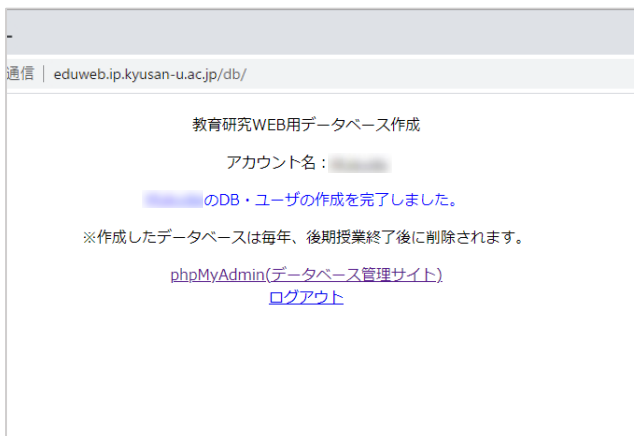 通信 | eduweb.ip.kyusan-u.ac.jp/db/
教育研究WEB用データベース作成
アカウント名：
のDB・ユーザの作成を完了しました。
※作成したデータベースは毎年、後期授業終了後に削除されます。
phpMyAdmin(データベース管理サイト)
ログアウト